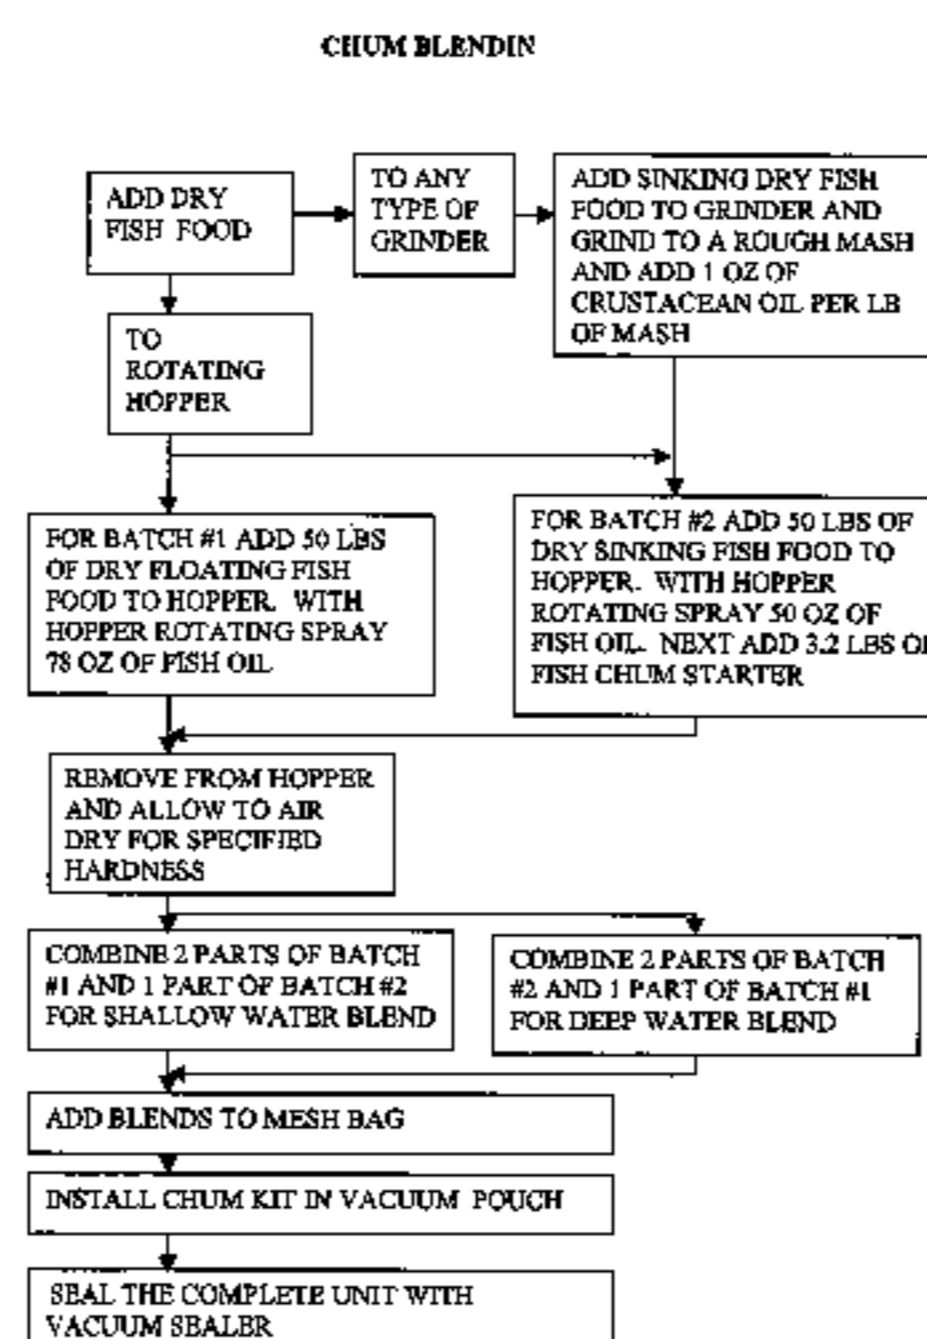 CHUM BLENDIN
ADD DRY
FISH FOOD
TO ANY
TYPE OF
GRINDER
ADD SINKING DRY FISH
FOOD TO GRINDER AND
GRIND TO A ROUGH MASH
AND ADD 1 OZ OF
CRUSTACEAN OIL PER LB
OF MASH
TO
ROTATING
HOPPER
FOR BATCH #1 ADD 50 LBS
OF DRY FLOATING FISH
FOOD TO HOPPER. WITH
HOPPER ROTATING SPRAY
78 OZ OF FISH OIL
FOR BATCH #2 ADD 50 LBS OF
DRY SINKING FISH FOOD TO
HOPPER. WITH HOPPER
ROTATING SPRAY 50 OZ OF
FISH OIL. NEXT ADD 3.2 LBS
FISH CHUM STARTER
REMOVE FROM HOPPER
AND ALLOW TO AIR
DRY FOR SPECIFIED
HARDNESS
COMBINE 2 PARTS OF BATCH
#1 AND 1 PART OF BATCH #2
FOR SHALLOW WATER BLEND
COMBINE 2 PARTS OF BATCH
#2 AND 1 PART OF BATCH #1
FOR DEEP WATER BLEND
ADD BLENDS TO MESH BAG
INSTALL CHUM KIT IN VACUUM POUCH
SEAL THE COMPLETE UNIT WITH
VACUUM SEALER